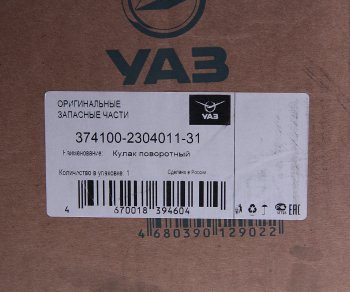 УАЗ
ОРИГИНАЛЬНЫЕ
ЗАПАСНЫЕ ЧАСТИ
УАЗ
374100-2304011-31
Наименование: Кулак поворотный
Количество в упаковке: 1 Сделано в России
4 670018 394604
4 680390 129022